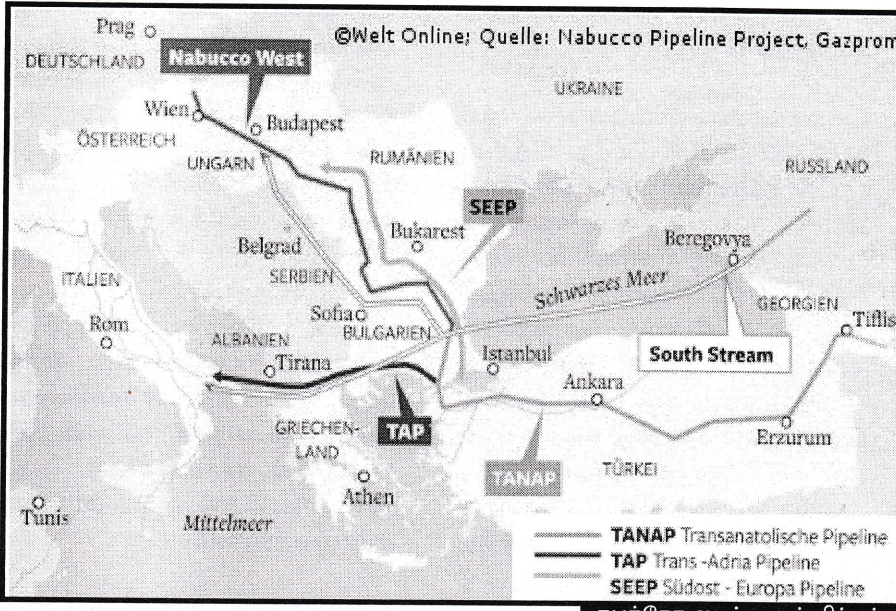 ©Welt Online; Quelle: Nabucco Pipeline Project, Gazprom
Prag
DEUTSCHLAND
Nabucco West
UKRAINE
Wien
Budapest
ÖSTERREICH
UNGARN
RUMÄNIEN
RUSSLAND
SEEP
Bukarest
Beregovya
Belgrad
SERBIEN
Schwarzes Meer
ITALIEN
GEORGIEN
Sofia
BULGARIEN
Tiflis
Rom
ALBANIEN
Tirana
Istanbul
South Stream
Ankara
TAP
GRIECHEN-
LAND
Erzurum
TANAP
TÜRKEI
Athen
Tunis
Mittelmeer
TANAP Transanatolische Pipeline
TAP Trans-Adria Pipeline
SEEP Südost - Europa Pipeline